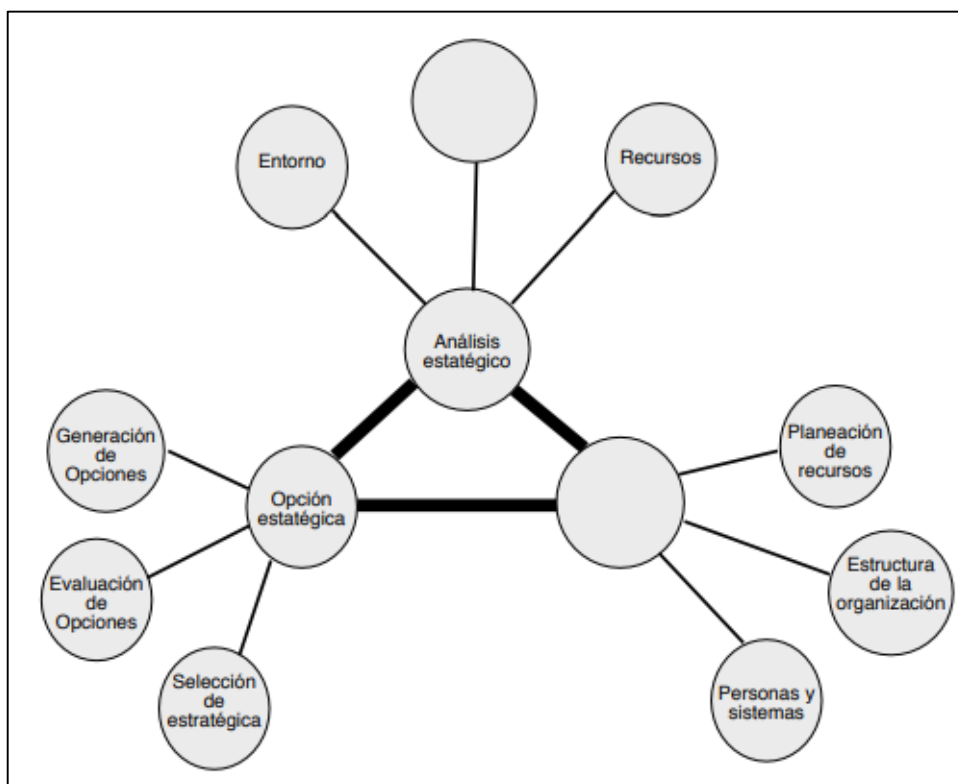 Entorno
Recursos
Análisis
estatégico
Generación
de
Opciones
Opción
estatégica
Planeación
de
recursos
Evaluación
de
Opciones
Estructura
de la
organización
Selección
de
estratégica
Personas y
sistemas